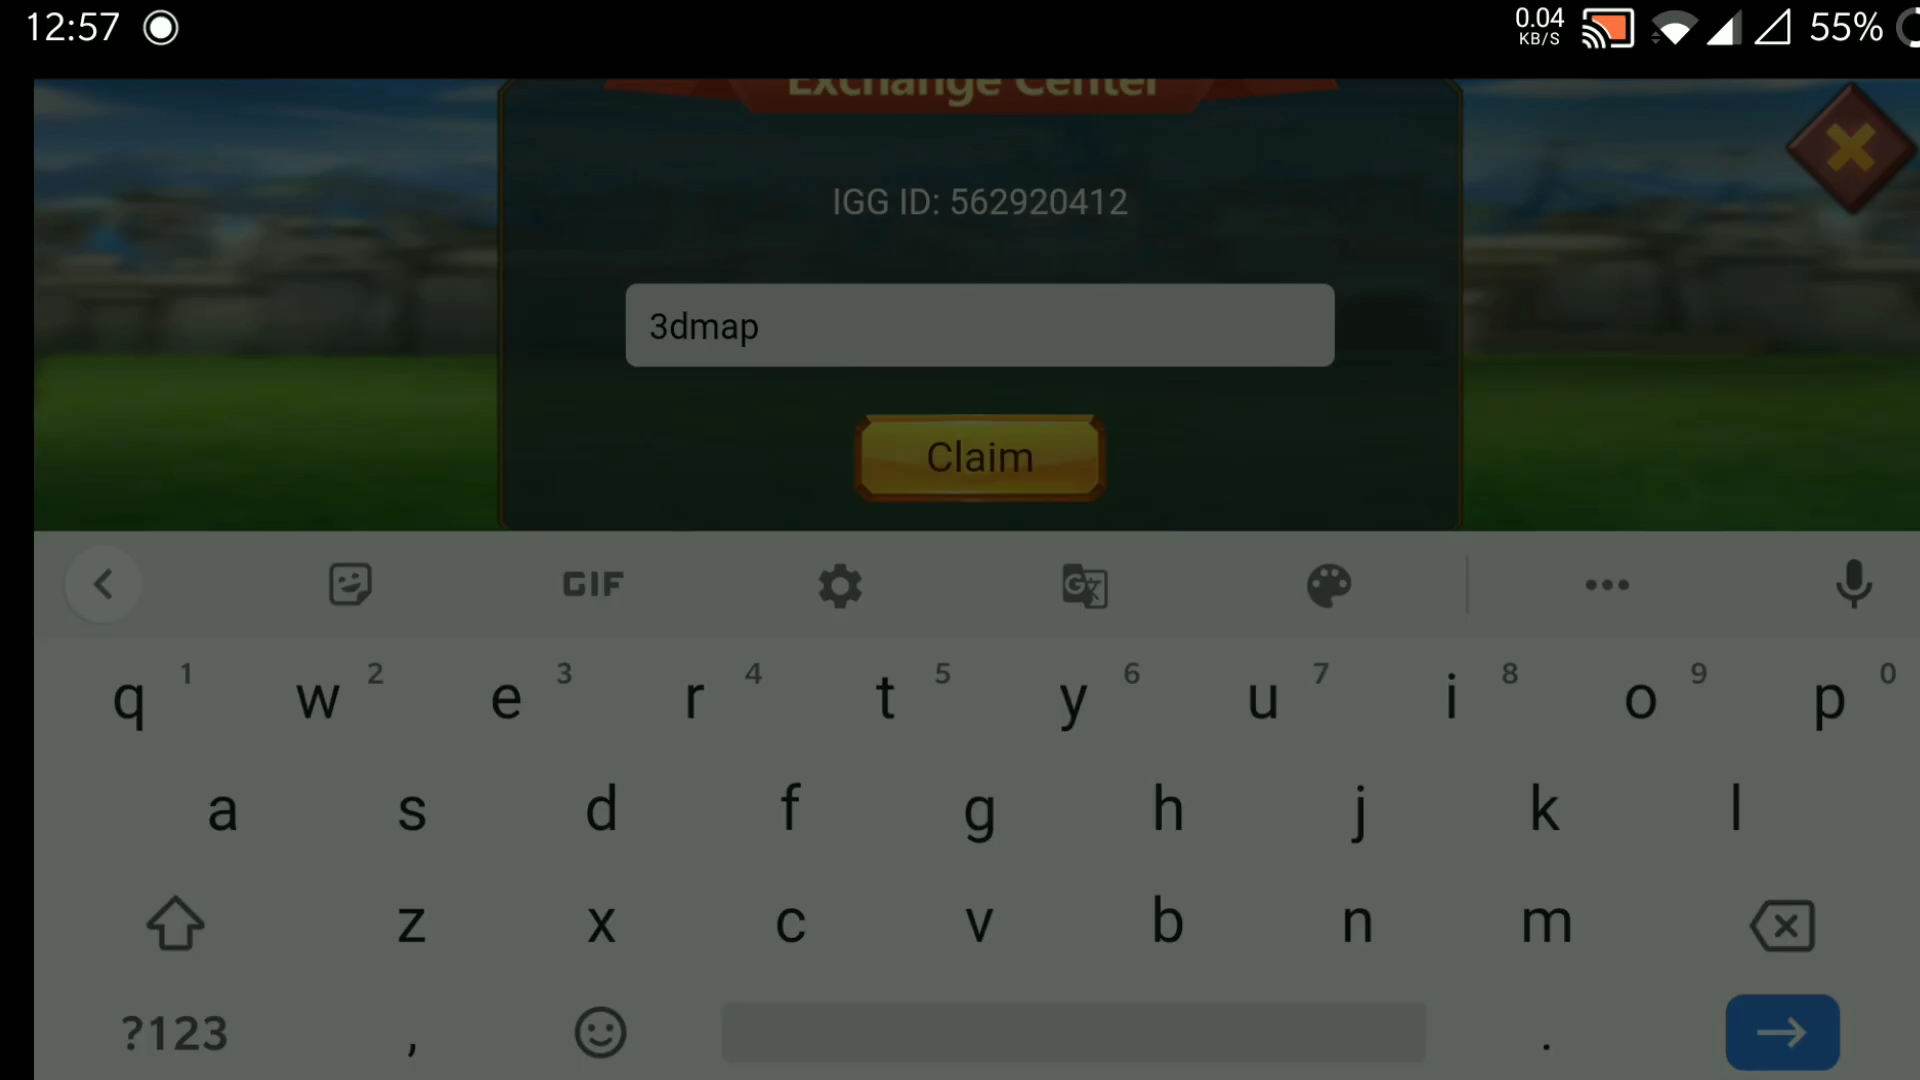 12:57
0.04
KB/S
55%
Exchange Center
IGG ID: 562920412
3dmap
Claim
GIF
G
q 1 w 2 e 3 r 4 t 5 y 6 u 7 i 8 o 9 p 0
a s d f g h j k l
z x c v b n m
?123 , .